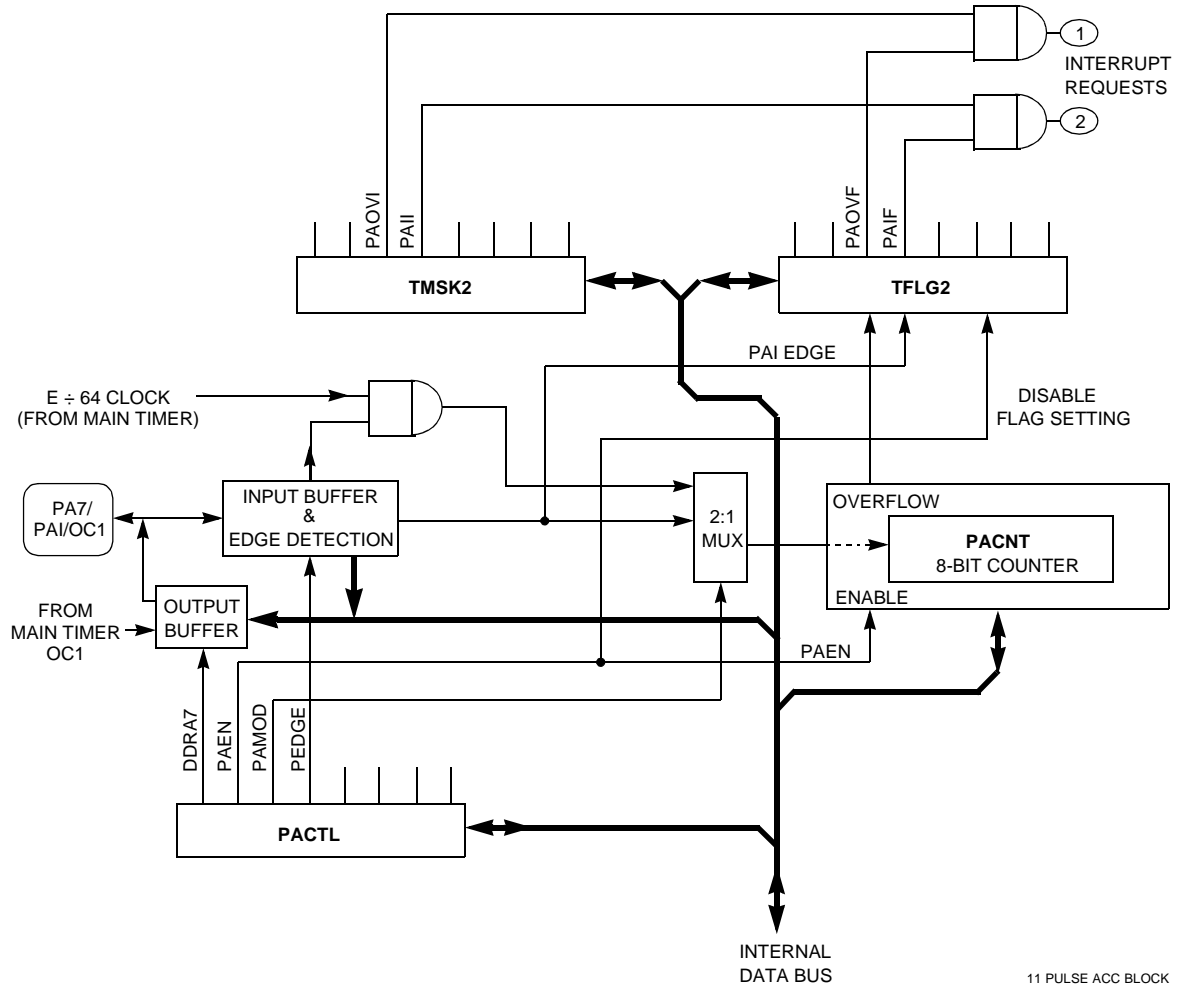 1
INTERRUPT
REQUESTS
2
PAOVI
PAII
PAOVF
PAIF
TMSK2
TFLG2
PAI EDGE
E ÷ 64 CLOCK
(FROM MAIN TIMER)
DISABLE
FLAG SETTING
PA7/
PAI/OC1
INPUT BUFFER
&
EDGE DETECTION
2:1
MUX
OVERFLOW
PACNT
8-BIT COUNTER
ENABLE
FROM
MAIN TIMER
OC1
OUTPUT
BUFFER
PAEN
DDRA7
PAEN
PAMOD
PEDGE
PACTL
INTERNAL
DATA BUS
11 PULSE ACC BLOCK